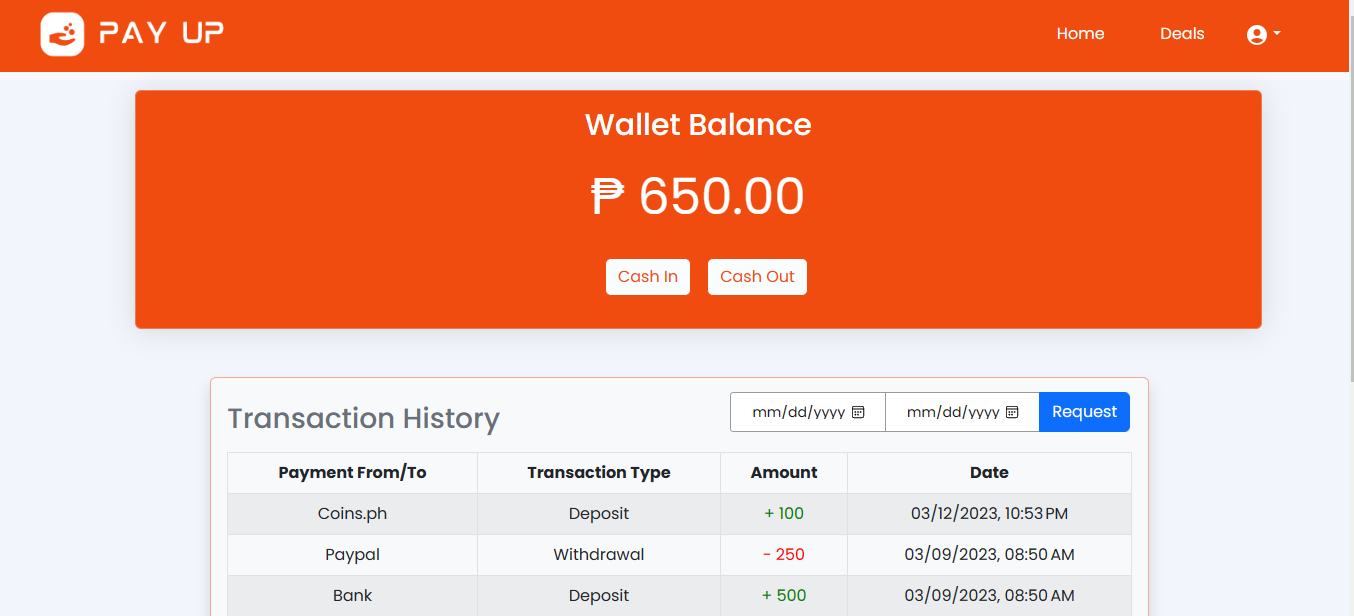 PAY UP
Home Deals
Wallet Balance
₱ 650.00
Cash In Cash Out
Transaction History mm/dd/yyyy mm/dd/yyyy Request
Payment From/To Transaction Type Amount Date
Coins.ph Deposit + 100 03/12/2023, 10:53 PM
Paypal Withdrawal - 250 03/09/2023, 08:50 AM
Bank Deposit + 500 03/09/2023, 08:50 AM